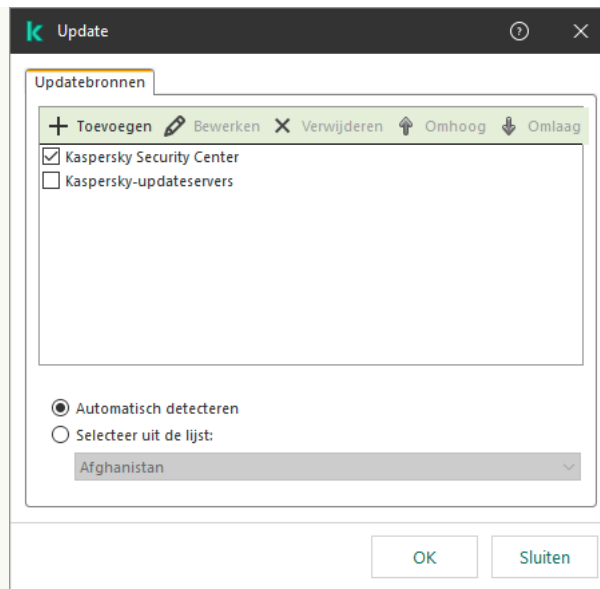 Update
Updatebronnen
Toevoegen Bewerken Verwijderen Omhoog Omlaag
Kaspersky Security Center
Kaspersky-updateservers
Automatisch detecteren
Selecteer uit de lijst:
Afghanistan
OK Sluiten